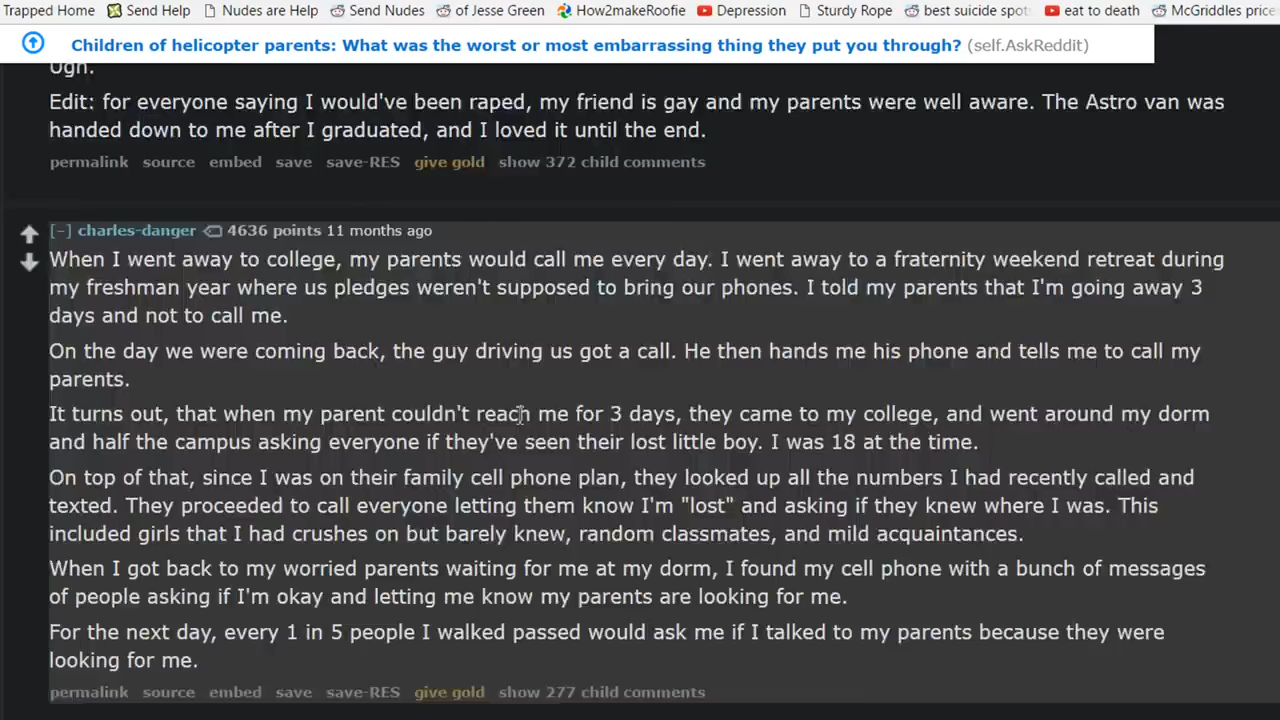 Trapped Home Send Help Nudes are Help Send Nudes of Jesse Green How2makeRoofie Depression Sturdy Rope best suicide spot eat to death McGriddles price
Children of helicopter parents: What was the worst or most embarrassing thing they put you through? (self.AskReddit)
Ugh.
Edit: for everyone saying I would've been raped, my friend is gay and my parents were well aware. The Astro van was
handed down to me after I graduated, and I loved it until the end.
permalink source embed save save-RES give gold show 372 child comments
[–] charles-danger 4636 points 11 months ago
When I went away to college, my parents would call me every day. I went away to a fraternity weekend retreat during
my freshman year where us pledges weren't supposed to bring our phones. I told my parents that I'm going away 3
days and not to call me.
On the day we were coming back, the guy driving us got a call. He then hands me his phone and tells me to call my
parents.
It turns out, that when my parent couldn't reach me for 3 days, they came to my college, and went around my dorm
and half the campus asking everyone if they've seen their lost little boy. I was 18 at the time.
On top of that, since I was on their family cell phone plan, they looked up all the numbers I had recently called and
texted. They proceeded to call everyone letting them know I'm "lost" and asking if they knew where I was. This
included girls that I had crushes on but barely knew, random classmates, and mild acquaintances.
When I got back to my worried parents waiting for me at my dorm, I found my cell phone with a bunch of messages
of people asking if I'm okay and letting me know my parents are looking for me.
For the next day, every 1 in 5 people I walked passed would ask me if I talked to my parents because they were
looking for me.
permalink source embed save save-RES give gold show 277 child comments